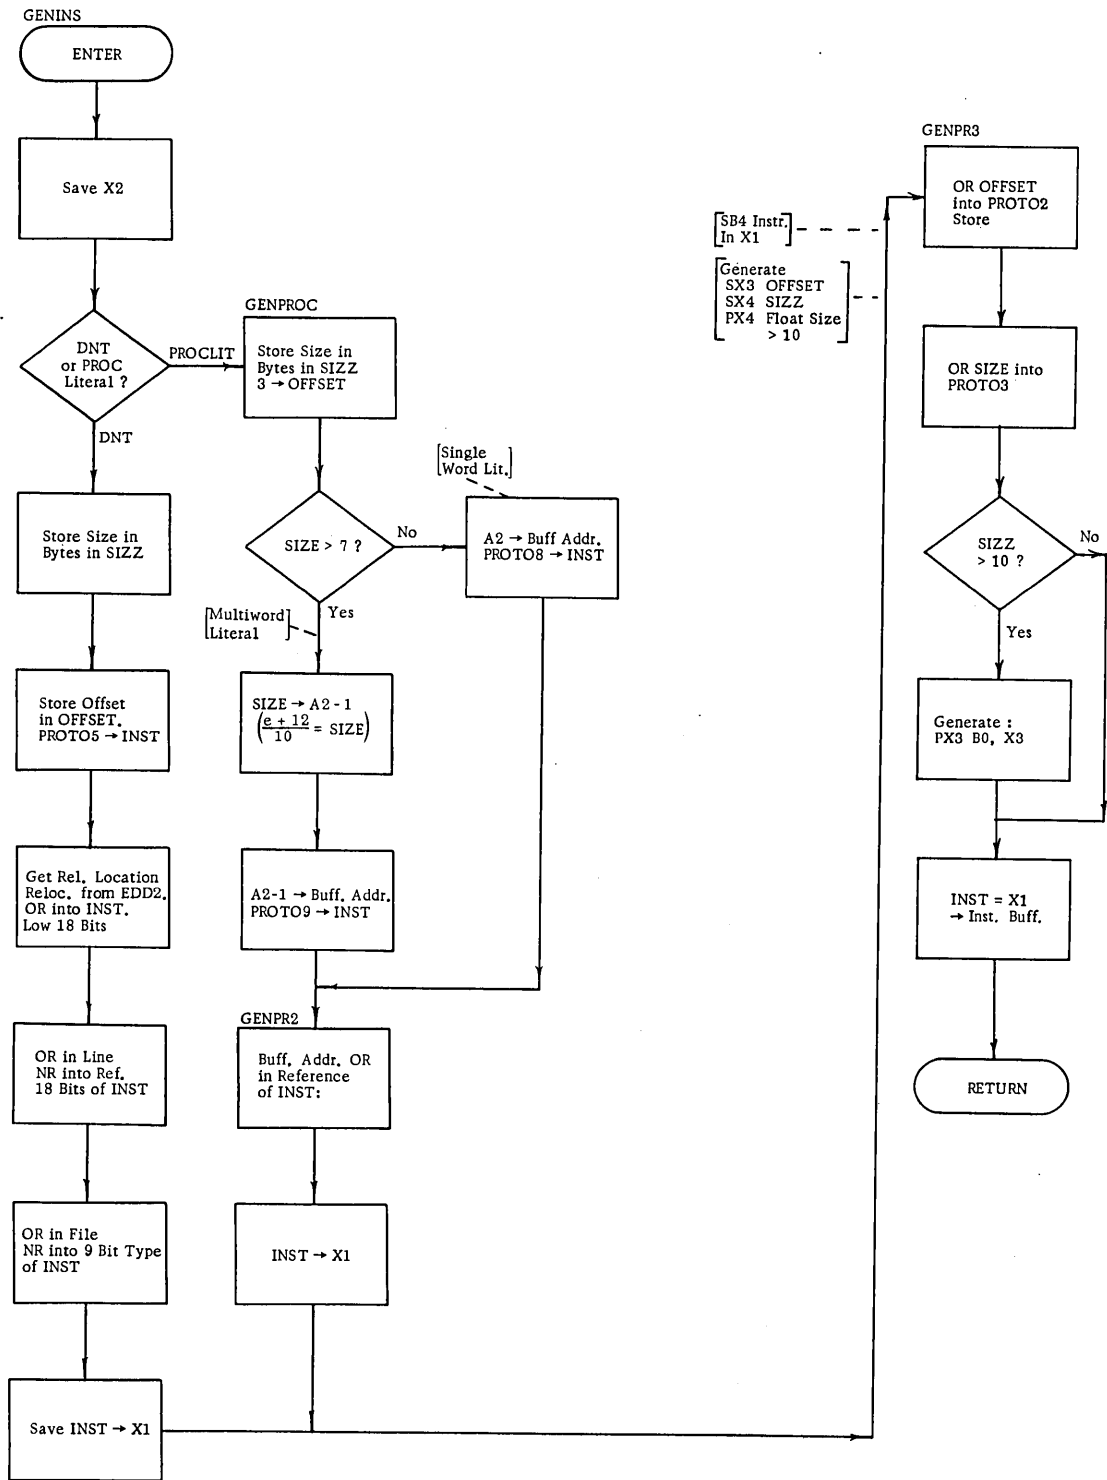 GENINS
ENTER
Save X2
DNT
or PROC
Literal ?
PROCLIT
DNT
Store Size in
Bytes in SIZZ
Store Offset
in OFFSET.
PROTO5 → INST
Get Rel. Location
Reloc. from EDD2.
OR into INST.
Low 18 Bits
OR in Line
NR into Ref.
18 Bits of INST
OR in File
NR into 9 Bit Type
of INST
Save INST → X1
GENPROC
Store Size in
Bytes in SIZZ
3 → OFFSET
SIZE > 7 ?
No
Yes
[Single
Word Lit.]
A2 → Buff Addr.
PROTO8 → INST
[Multiword
Literal]
SIZE → A2-1
(e + 12
10 = SIZE)
A2-1 → Buff. Addr.
PROTO9 → INST
GENPR2
Buff. Addr. OR
in Reference
of INST:
INST → X1
[SB4 Instr.
In X1]
[Generate
SX3 OFFSET
SX4 SIZZ
PX4 Float Size
> 10]
GENPR3
OR OFFSET
into PROTO2
Store
OR SIZE into
PROTO3
SIZZ
> 10 ?
No
Yes
Generate :
PX3 B0, X3
INST = X1
→ Inst. Buff.
RETURN